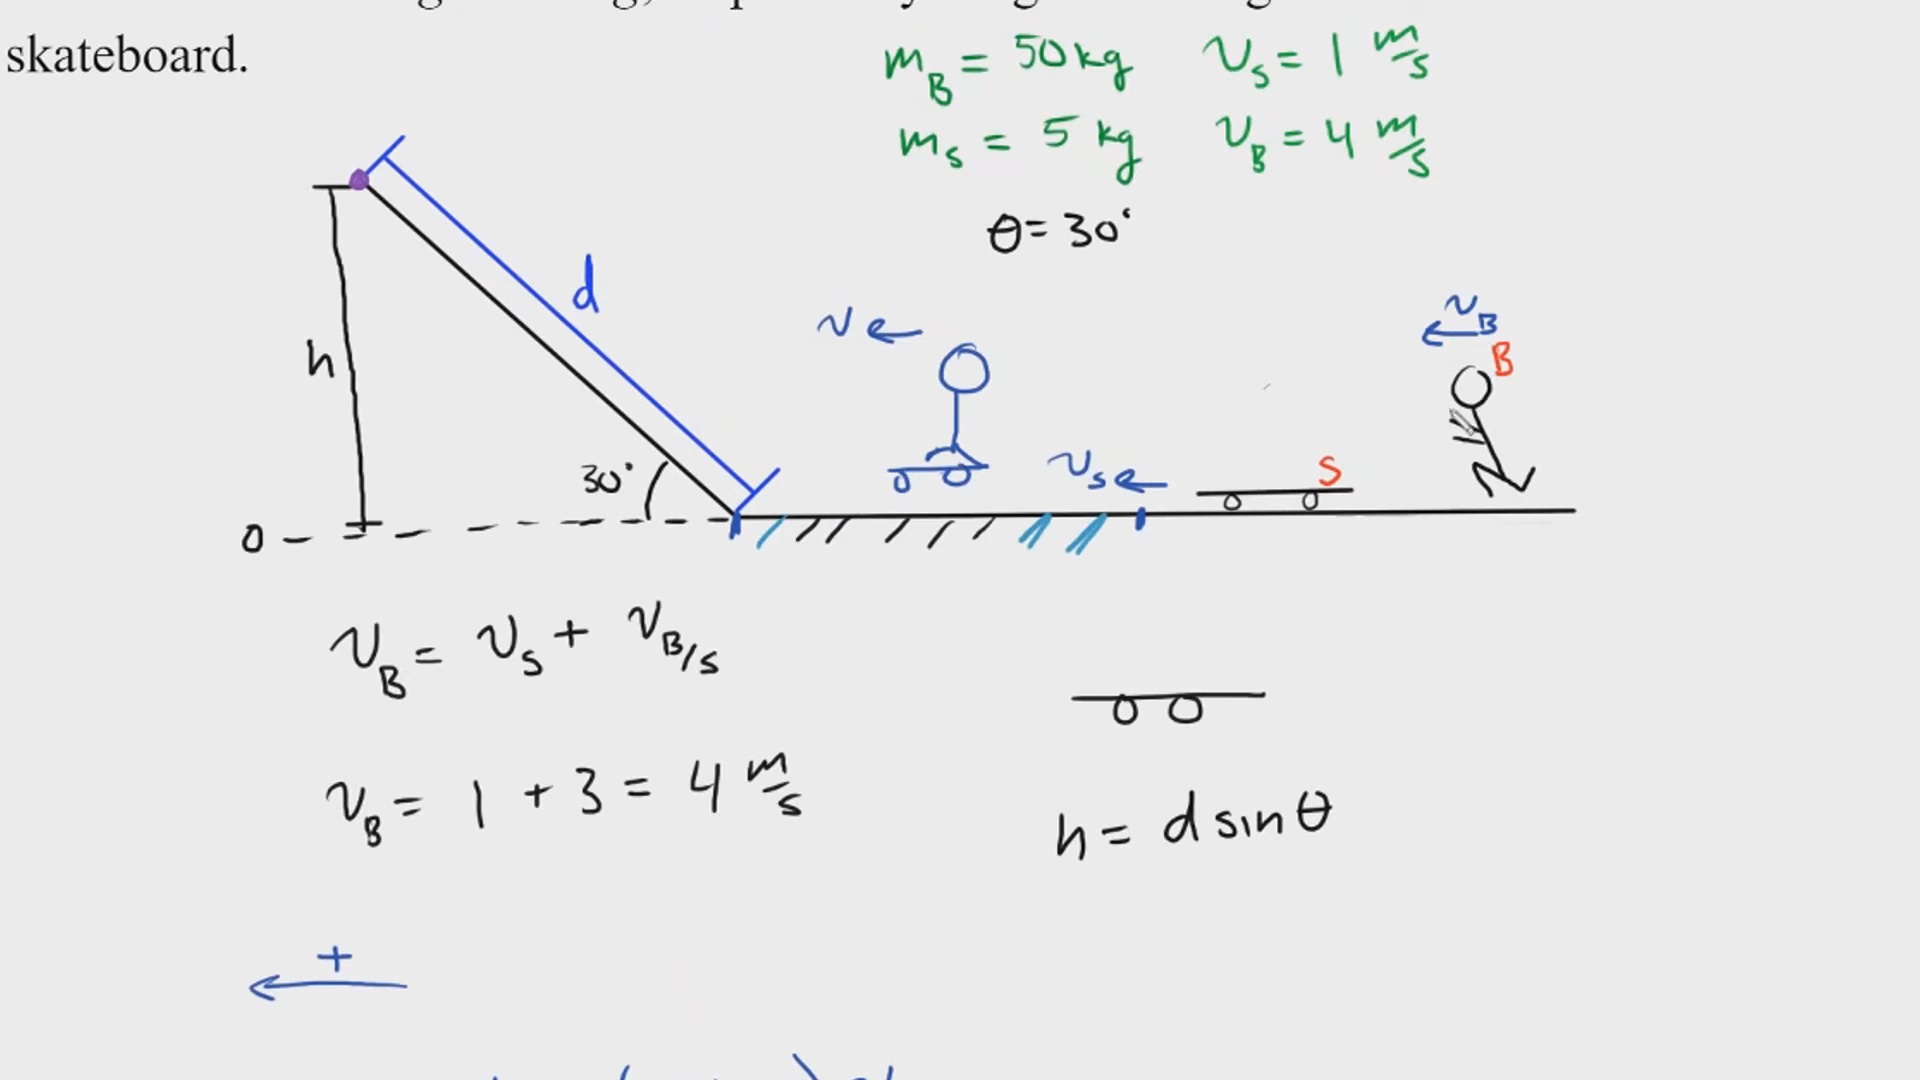 skateboard.
m_B = 50 kg v_S = 1 m/s
m_S = 5 kg v_B = 4 m/s
θ = 30°
d
h
v ←
v_B ←
B
30°
v_S ←
S
0
v_B = v_S + v_B/S
v_B = 1 + 3 = 4 m/s
h = d sin θ
+